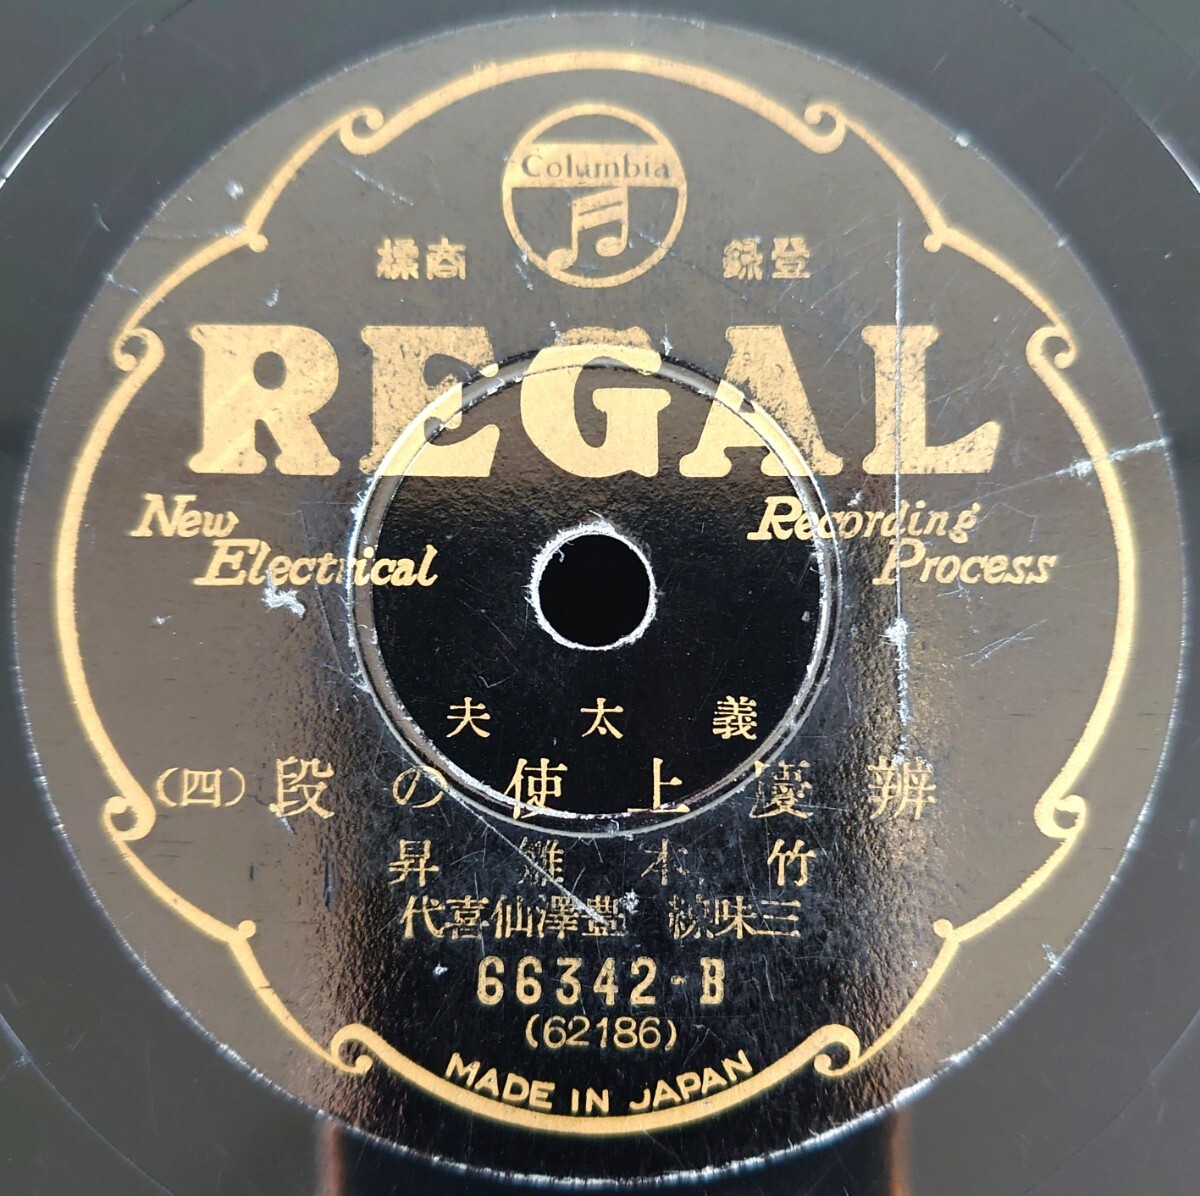 Columbia
登録 商標
REGAL
New Electrical
Recording Process
義太夫
辨慶上使の段 (四)
竹本雛昇
三味線 豊澤仙喜代
66342-B
(62186)
MADE IN JAPAN